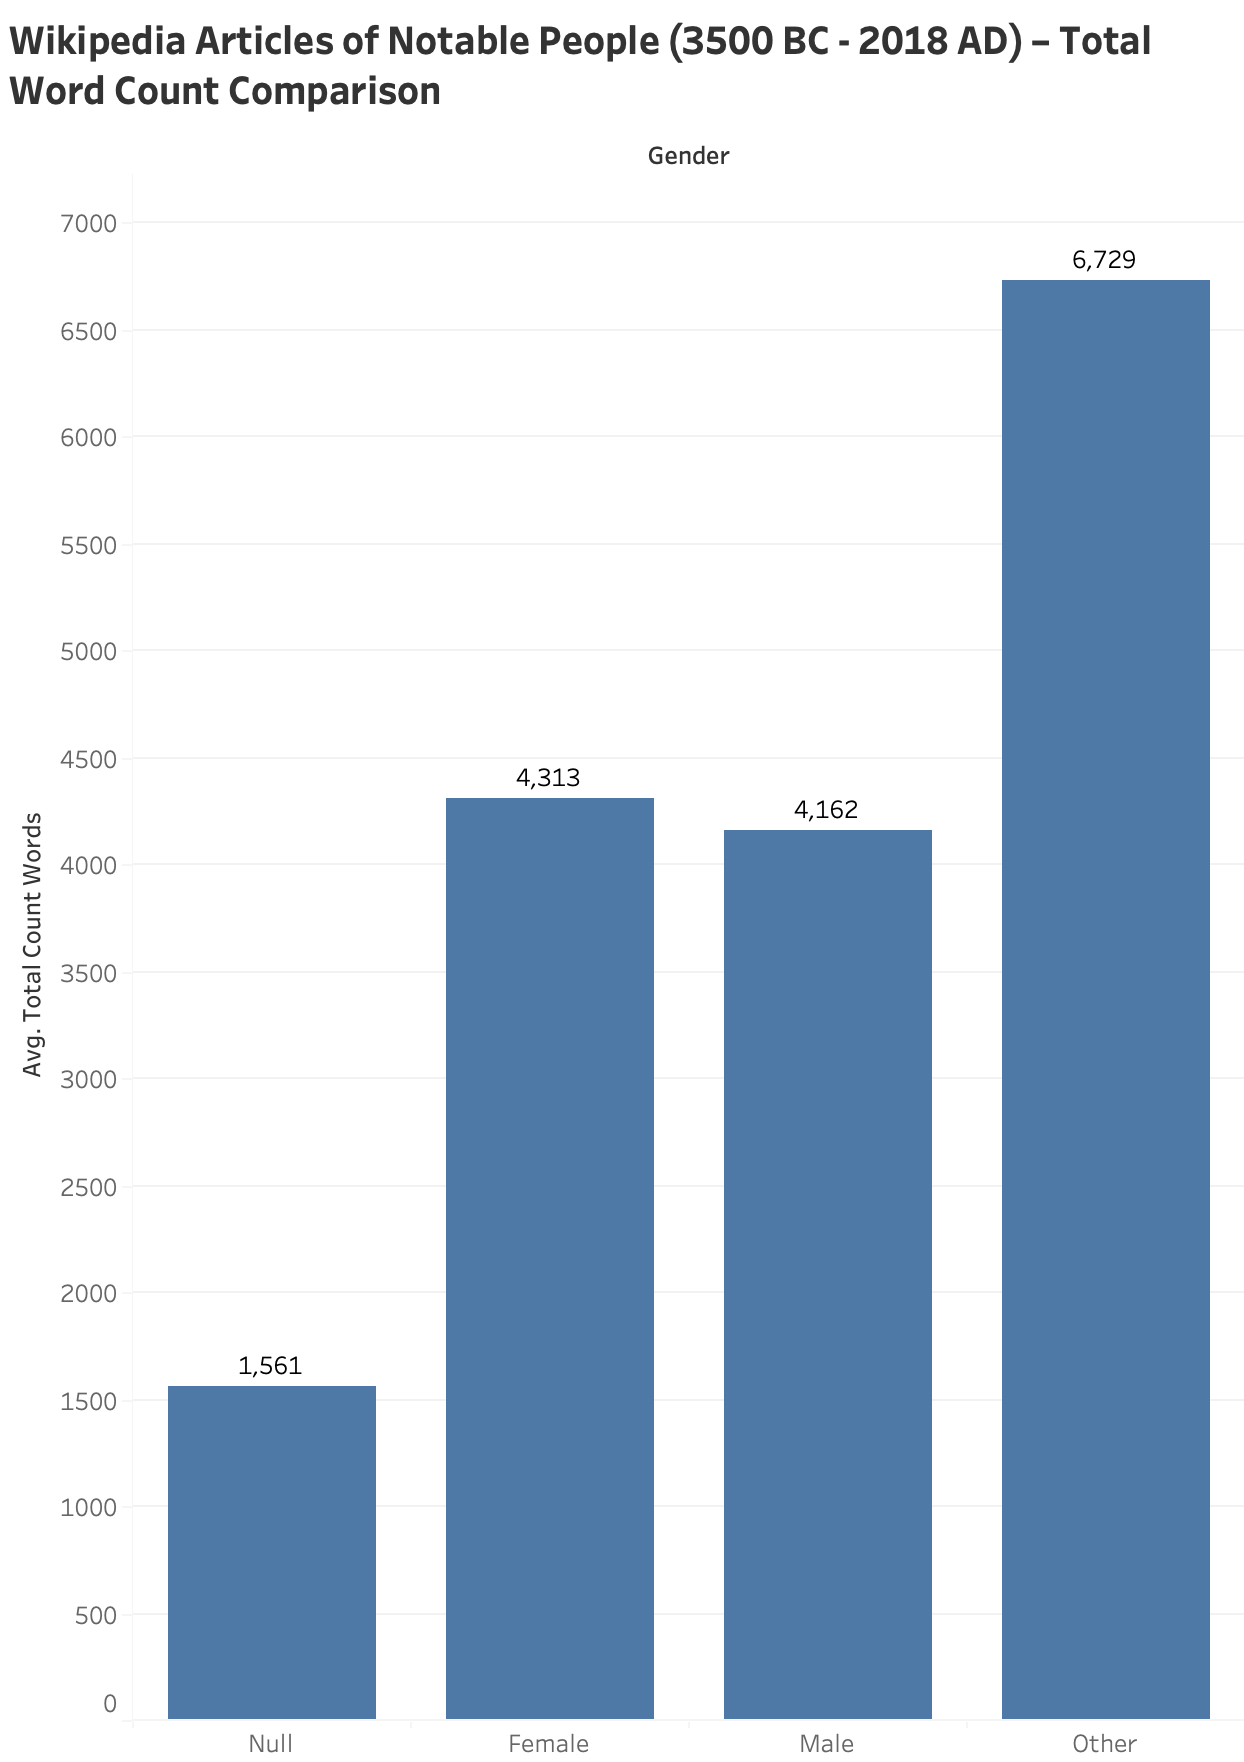 Wikipedia Articles of Notable People (3500 BC - 2018 AD) – Total
Word Count Comparison
Gender
Avg. Total Count Words
7000
6500
6000
5500
5000
4500
4000
3500
3000
2500
2000
1500
1000
500
0
1,561
4,313
4,162
6,729
Null
Female
Male
Other